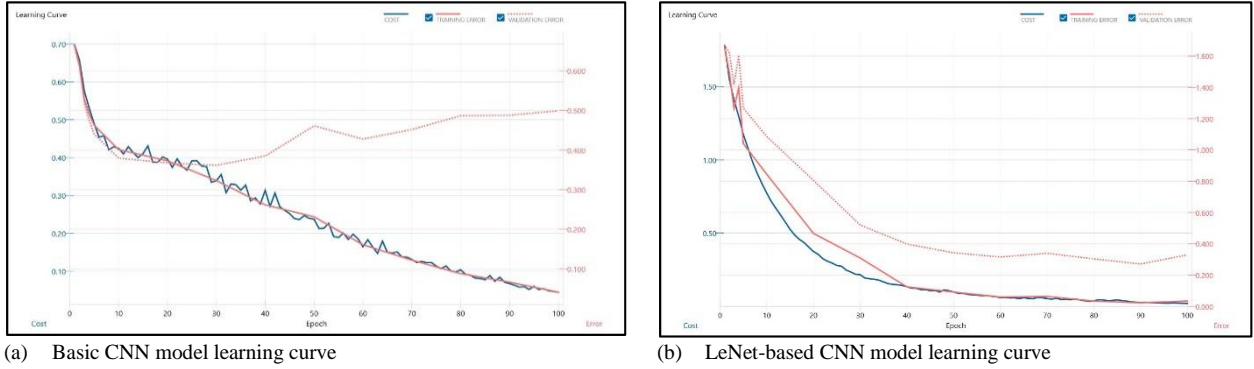 Learning Curve
COST TRAINING ERROR VALIDATION ERROR
0.70
0.60
0.50
0.40
0.30
0.20
0.10
0.600
0.500
0.400
0.300
0.200
0.100
0 10 20 30 40 50 60 70 80 90 100
Cost Epoch Error
(a) Basic CNN model learning curve
Learning Curve
COST TRAINING ERROR VALIDATION ERROR
1.50
1.00
0.50
1.600
1.400
1.200
1.000
0.800
0.600
0.400
0.200
0.000
0 10 20 30 40 50 60 70 80 90 100
Cost Epoch Error
(b) LeNet-based CNN model learning curve